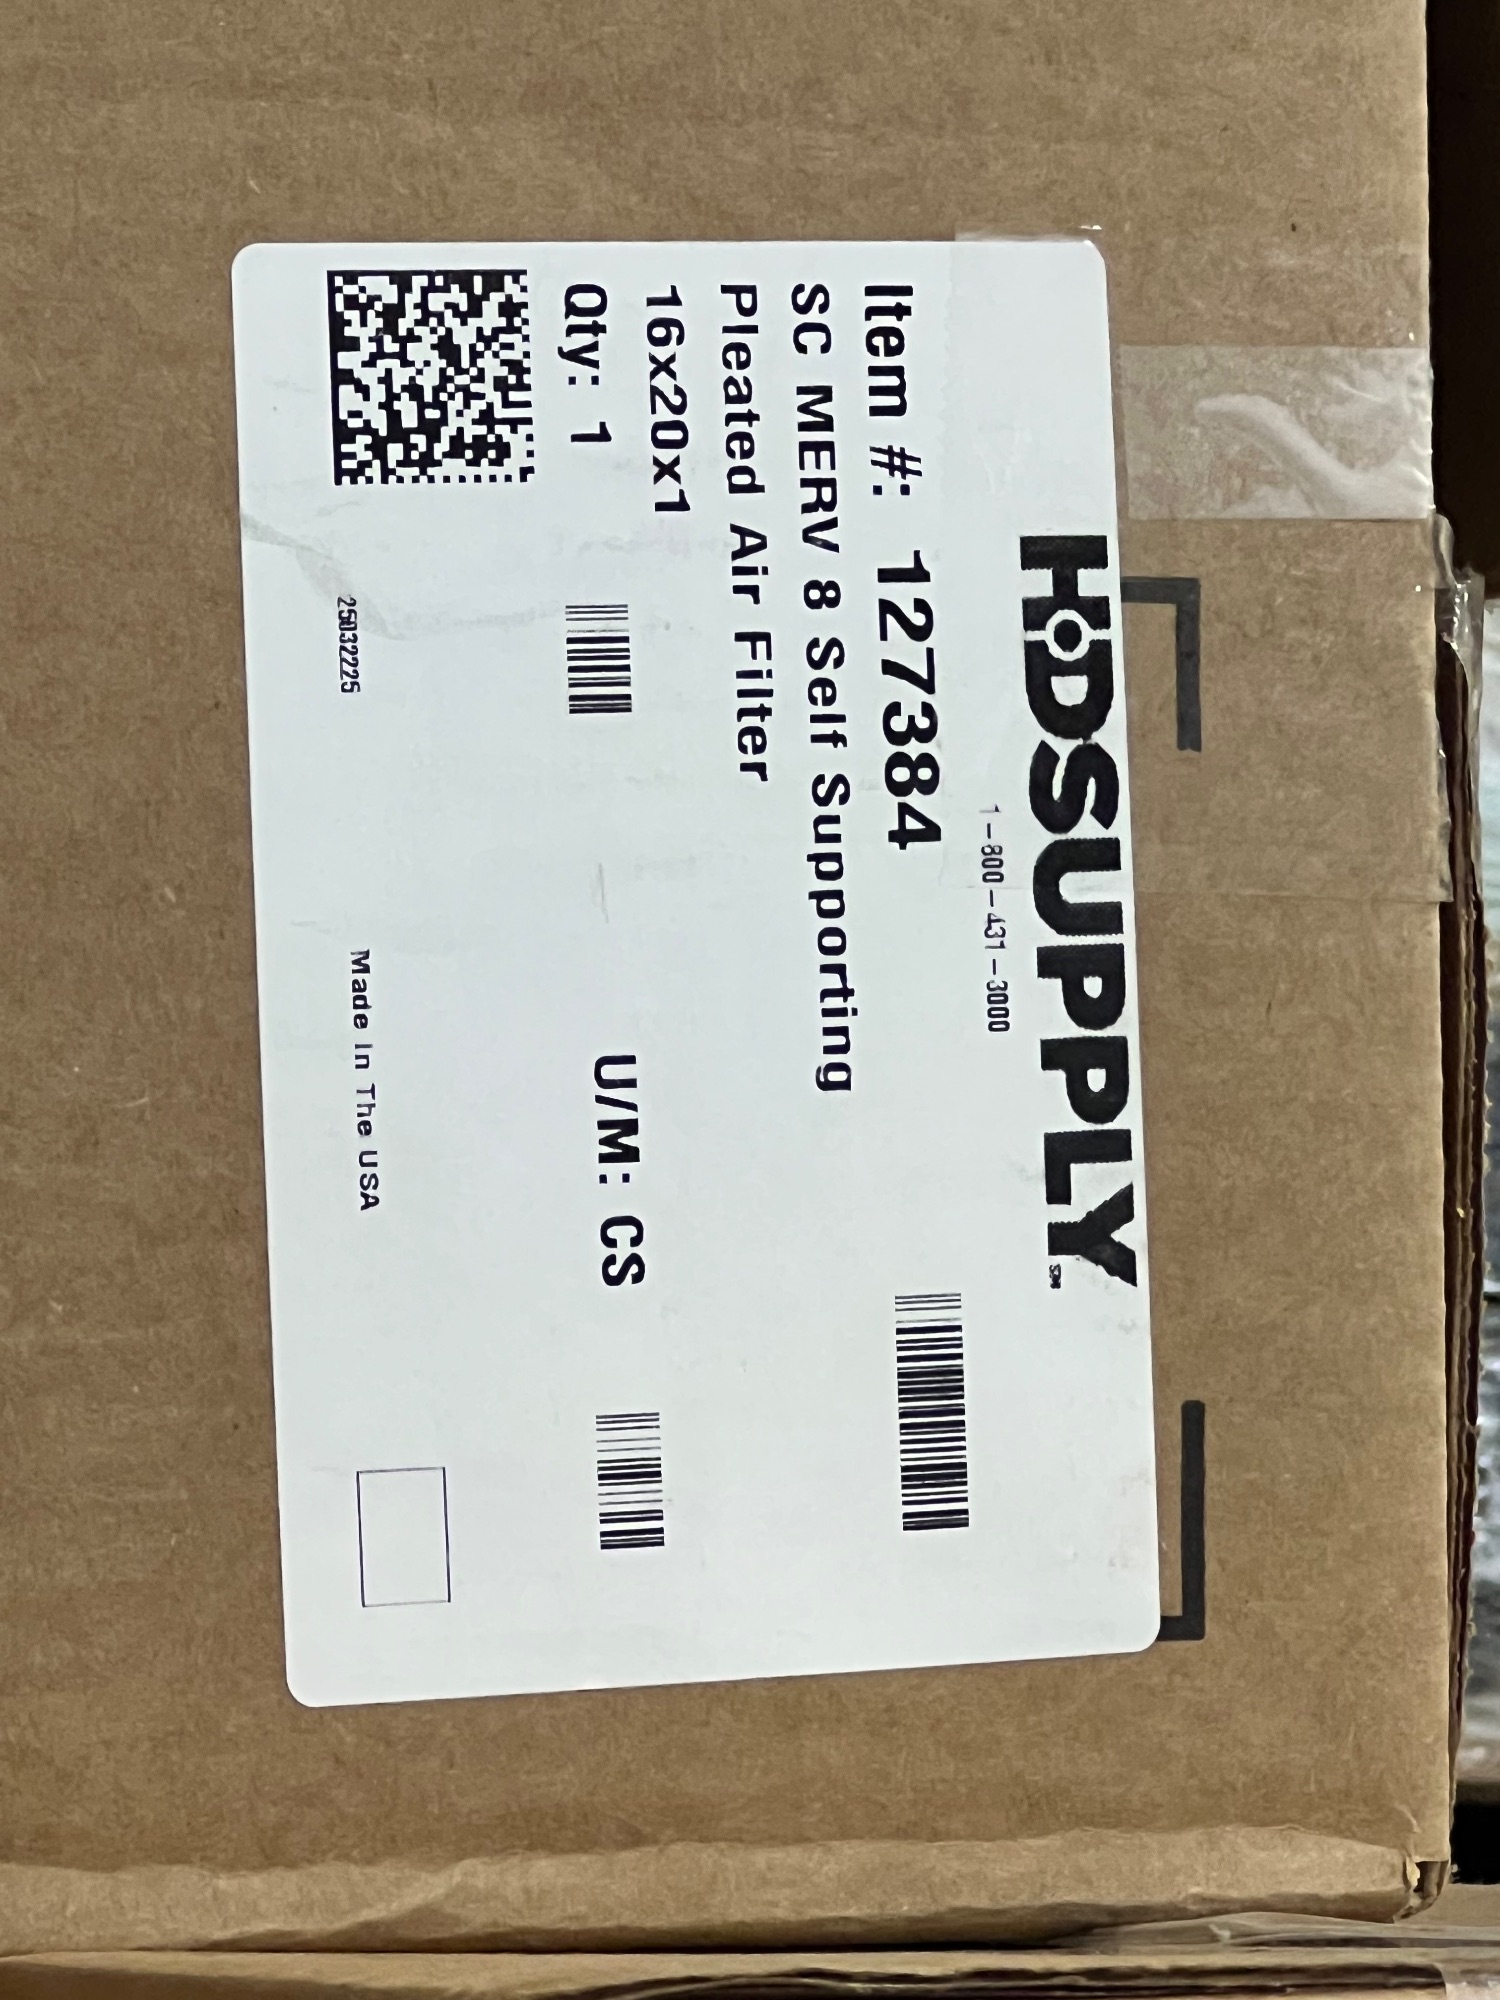 HDSUPPLY SM
1-800-431-3000
Item #: 127384
SC MERV 8 Self Supporting
Pleated Air Filter
16x20x1
Qty: 1 U/M: CS
25032225 Made In The USA